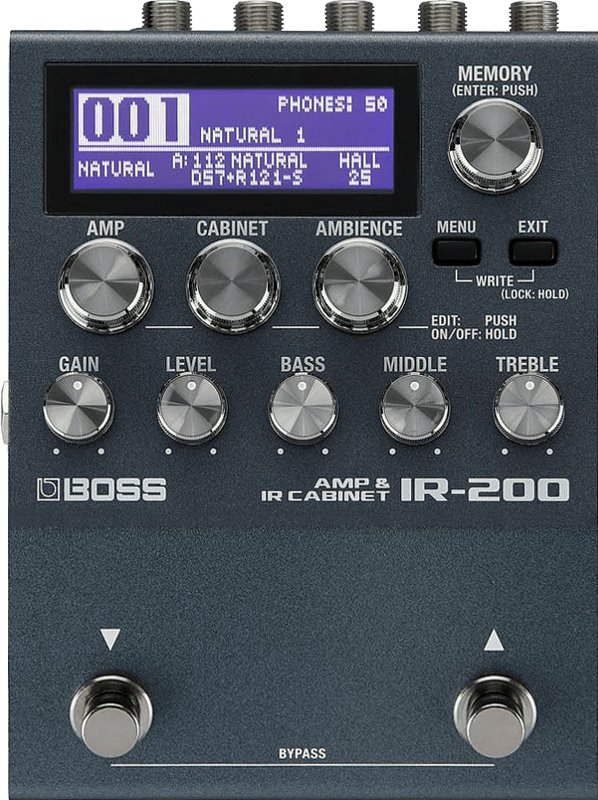 MEMORY
(ENTER: PUSH)
001
PHONES: 50
NATURAL 1
NATURAL
A: 112 NATURAL
D57+R121-S
HALL
25
AMP
CABINET
AMBIENCE
MENU
EXIT
WRITE
(LOCK: HOLD)
EDIT: PUSH
ON/OFF: HOLD
GAIN
LEVEL
BASS
MIDDLE
TREBLE
BOSS
AMP &
IR CABINET
IR-200
BYPASS